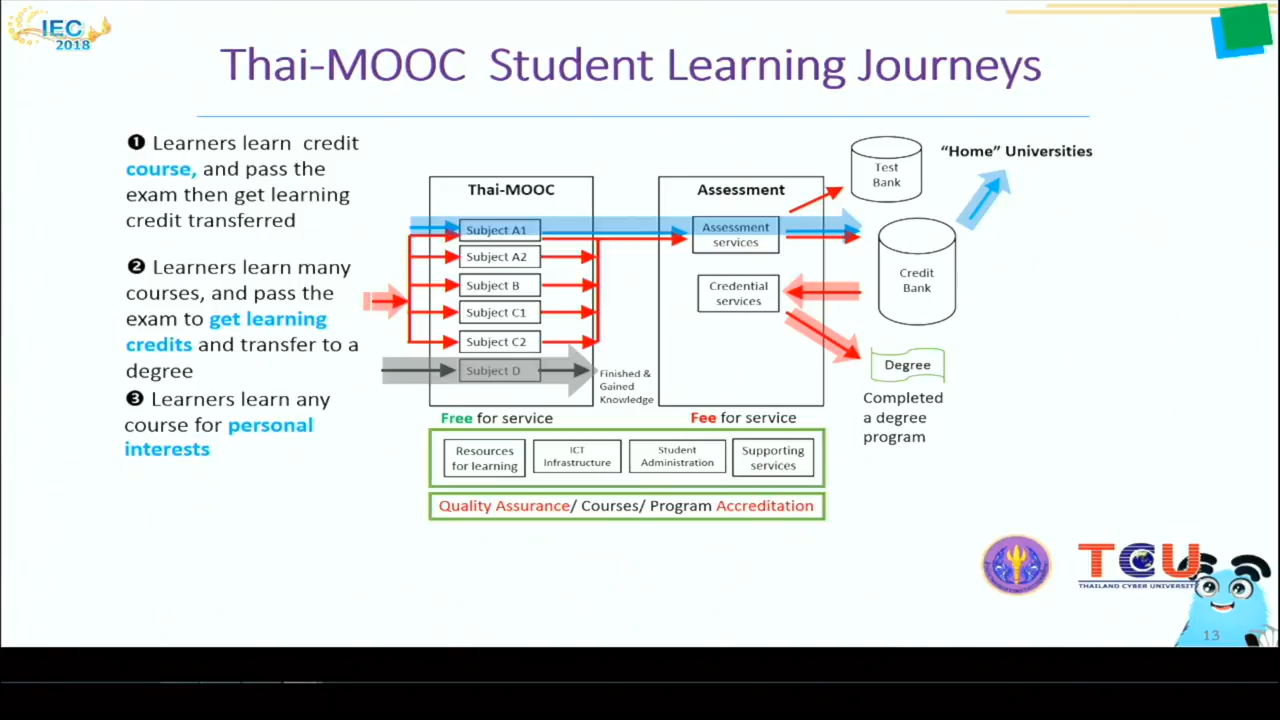 IEC
2018
Thai-MOOC Student Learning Journeys
❶ Learners learn credit
course, and pass the
exam then get learning
credit transferred
❷ Learners learn many
courses, and pass the
exam to get learning
credits and transfer to a
degree
❸ Learners learn any
course for personal
interests
Thai-MOOC
Subject A1
Subject A2
Subject B
Subject C1
Subject C2
Subject D
Finished &
Gained
Knowledge
Free for service
Assessment
Assessment
services
Credential
services
Fee for service
Test
Bank
"Home" Universities
Credit
Bank
Degree
Completed
a degree
program
Resources
for learning
ICT
Infrastructure
Student
Administration
Supporting
services
Quality Assurance/ Courses/ Program Accreditation
TCU
THAILAND CYBER UNIVERSITY
13